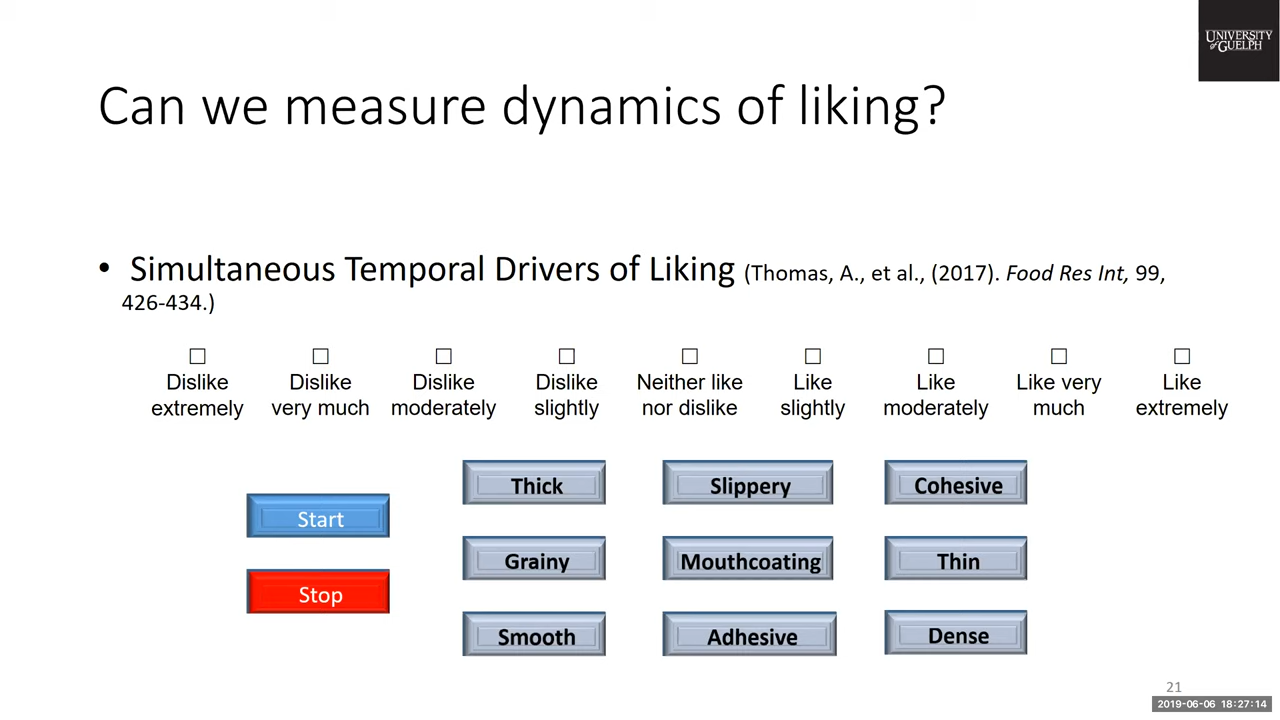 UNIVERSITY
of GUELPH
Can we measure dynamics of liking?
• Simultaneous Temporal Drivers of Liking (Thomas, A., et al., (2017). Food Res Int, 99,
426-434.)
☐ ☐ ☐ ☐ ☐ ☐ ☐ ☐ ☐
Dislike Dislike Dislike Dislike Neither like Like Like Like very Like
extremely very much moderately slightly nor dislike slightly moderately much extremely
Thick Slippery Cohesive
Start
Grainy Mouthcoating Thin
Stop
Smooth Adhesive Dense
21
2019-06-06 18:27:14